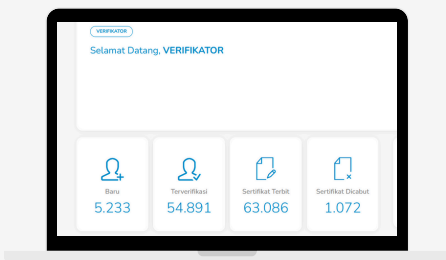 VERIFIKATOR
Selamat Datang, VERIFIKATOR
Baru
Terverifikasi
Sertifikat Terbit
Sertifikat Dicabut
5.233
54.891
63.086
1.072